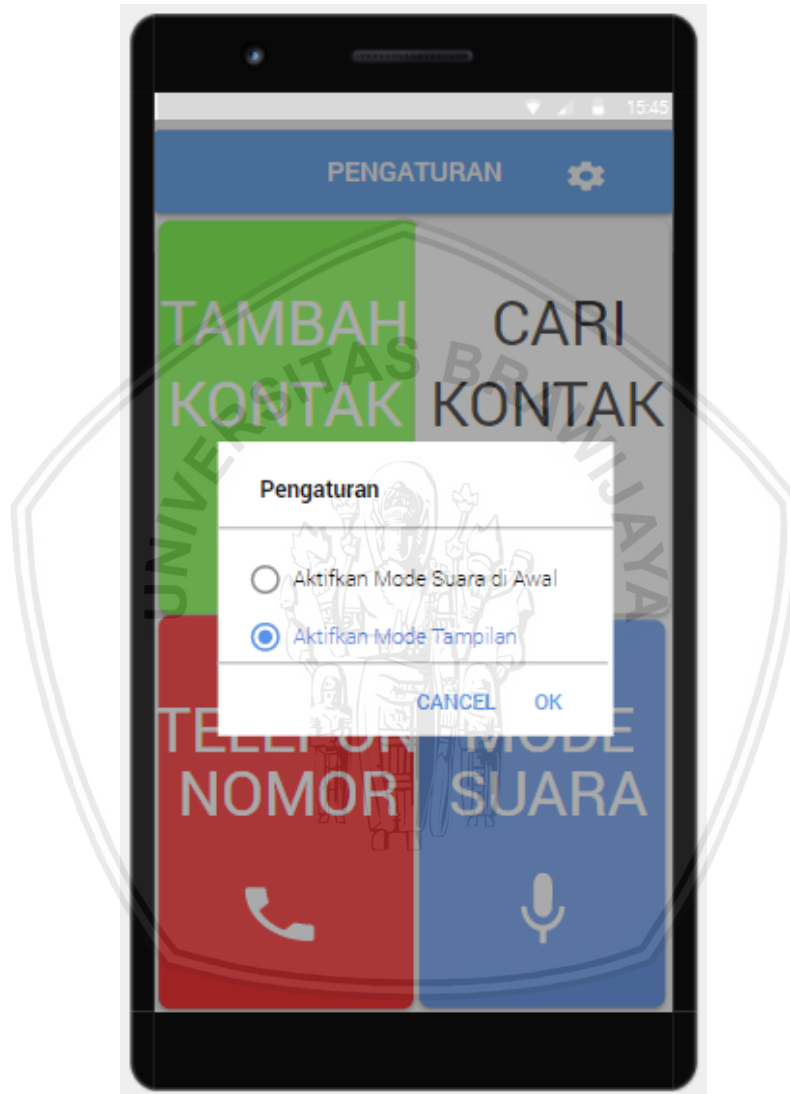 15:45
PENGATURAN
TAMBAH
KONTAK
CARI
KONTAK
UNIVERSITAS BRAWIJAYA
Pengaturan
Aktifkan Mode Suara di Awal
Aktifkan Mode Tampilan
CANCEL OK
TELEPON
NOMOR
MODE
SUARA